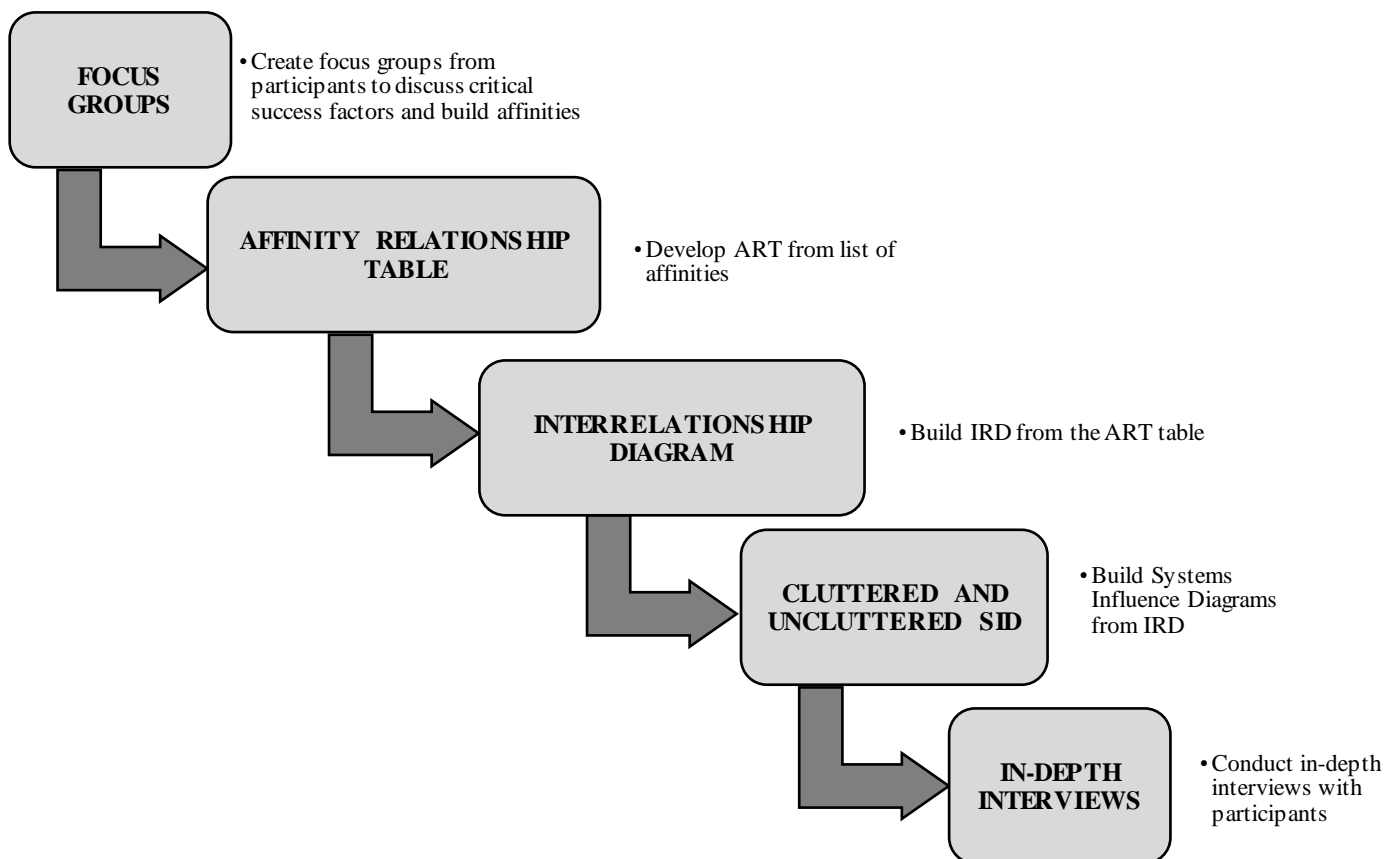 FOCUS
GROUPS
• Create focus groups from
participants to discuss critical
success factors and build affinities
AFFINITY RELATIONSHIP
TABLE
• Develop ART from list of
affinities
INTERRELATIONSHIP
DIAGRAM
• Build IRD from the ART table
CLUTTERED AND
UNCLUTTERED SID
• Build Systems
Influence Diagrams
from IRD
IN-DEPTH
INTERVIEWS
• Conduct in-depth
interviews with
participants